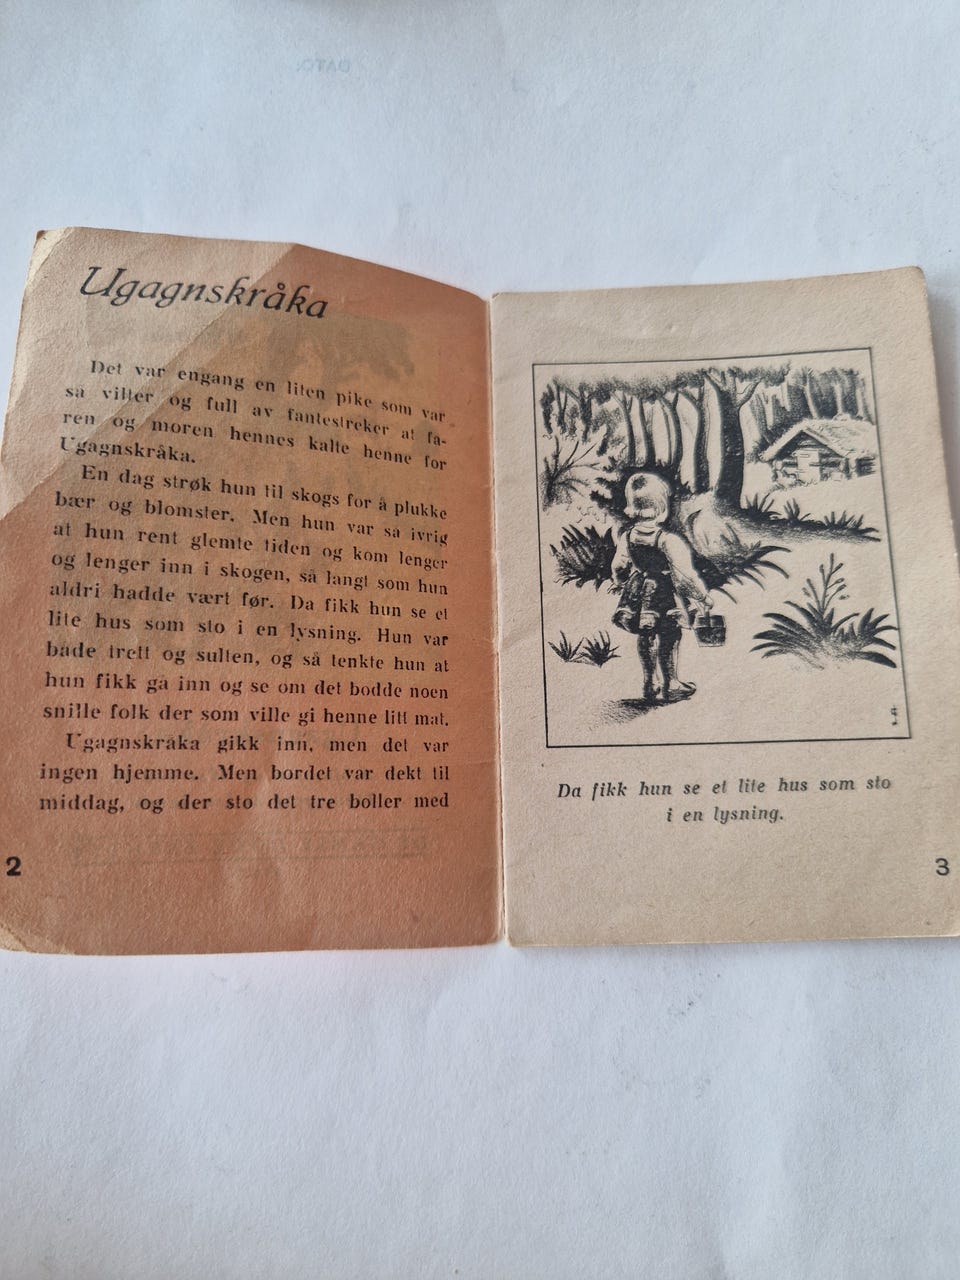 DATO:
Ugagnskråka
Det var engang en liten pike som var
så vilter og full av fantestreker at fa-
ren og moren hennes kalte henne for
Ugagnskråka.
En dag strøk hun til skogs for å plukke
bær og blomster. Men hun var så ivrig
at hun rent glemte tiden og kom lenger
og lenger inn i skogen, så langt som hun
aldri hadde vært før. Da fikk hun se et
lite hus som sto i en lysning. Hun var
både trett og sulten, og så tenkte hun at
hun fikk gå inn og se om det bodde noen
snille folk der som ville gi henne litt mat.
Ugagnskråka gikk inn, men det var
ingen hjemme. Men bordet var dekt til
middag, og der sto det tre boller med
2
Da fikk hun se et lite hus som sto
i en lysning.
3